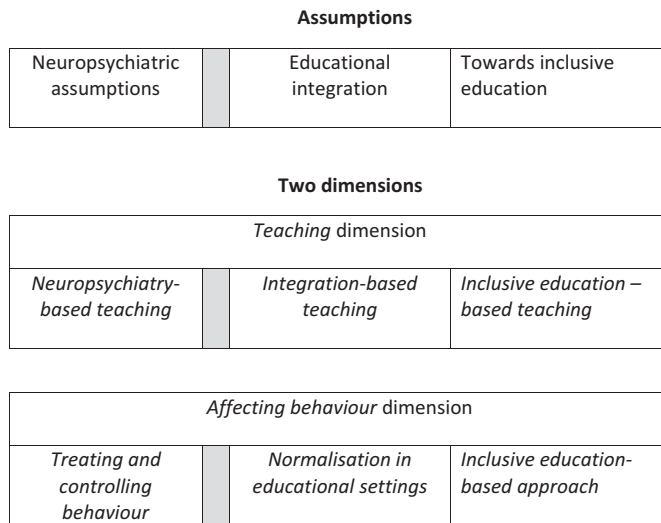 Assumptions
Neuropsychiatric
assumptions
Educational
integration
Towards inclusive
education
Two dimensions
Teaching dimension
Neuropsychiatry-
based teaching
Integration-based
teaching
Inclusive education –
based teaching
Affecting behaviour dimension
Treating and
controlling
behaviour
Normalisation in
educational settings
Inclusive education-
based approach